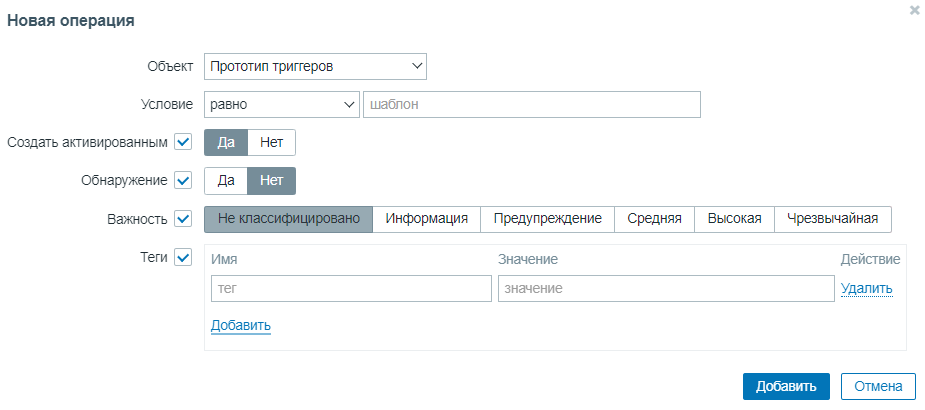 Новая операция
Объект Прототип триггеров
Условие равно шаблон
Создать активированным Да Нет
Обнаружение Да Нет
Важность Не классифицировано Информация Предупреждение Средняя Высокая Чрезвычайная
Теги Имя Значение Действие
тег значение Удалить
Добавить
Добавить Отмена